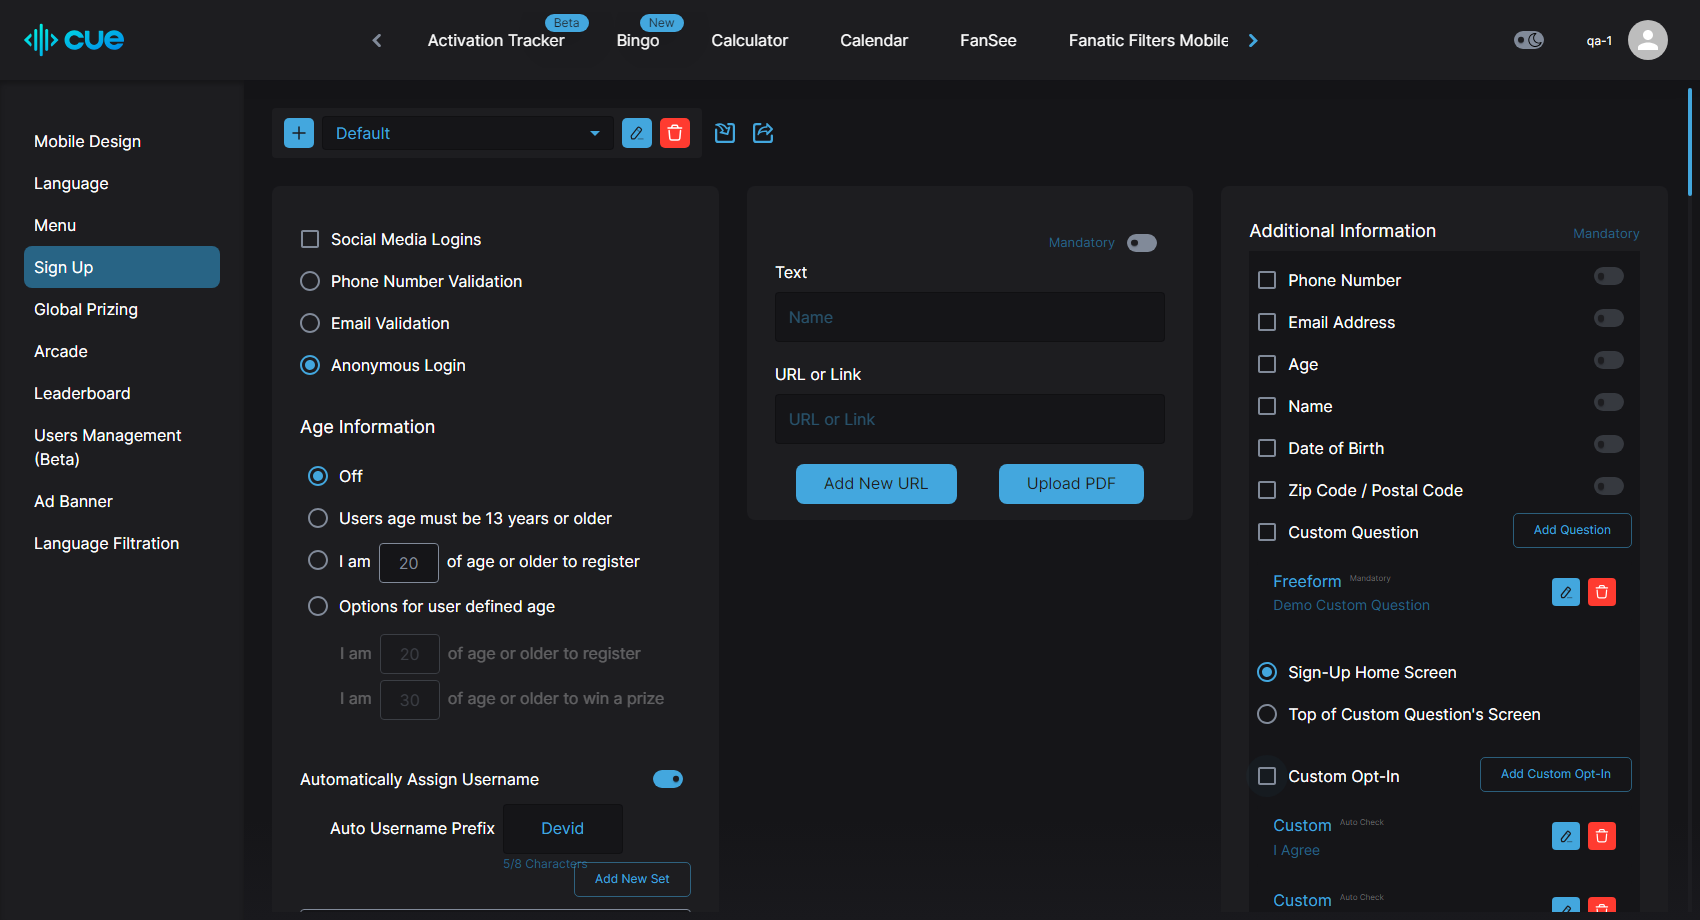 cue
Activation Tracker
Beta
Bingo
New
Calculator
Calendar
FanSee
Fanatic Filters Mobile
qa-1
Mobile Design
Language
Menu
Sign Up
Global Prizing
Arcade
Leaderboard
Users Management
(Beta)
Ad Banner
Language Filtration
Default
Social Media Logins
Phone Number Validation
Email Validation
Anonymous Login
Age Information
Off
Users age must be 13 years or older
I am 20 of age or older to register
Options for user defined age
I am 20 of age or older to register
I am 30 of age or older to win a prize
Automatically Assign Username
Auto Username Prefix Devid
5/8 Characters
Add New Set
Mandatory
Text
Name
URL or Link
URL or Link
Add New URL
Upload PDF
Additional Information
Mandatory
Phone Number
Email Address
Age
Name
Date of Birth
Zip Code / Postal Code
Custom Question
Add Question
Freeform Mandatory
Demo Custom Question
Sign-Up Home Screen
Top of Custom Question's Screen
Custom Opt-In
Add Custom Opt-In
Custom Auto Check
I Agree
Custom Auto Check